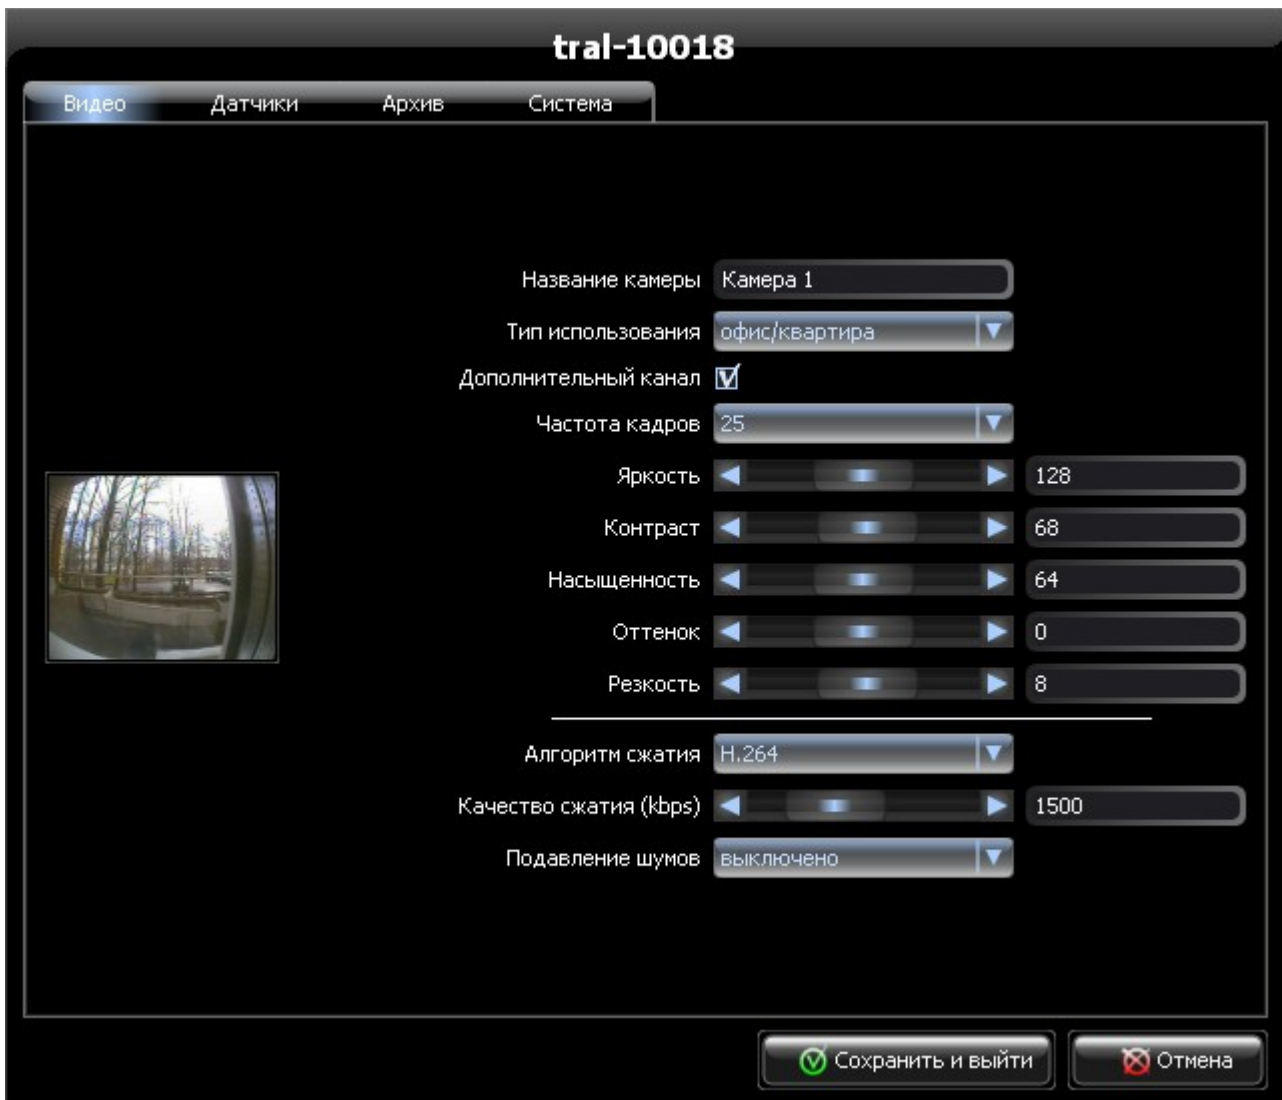 tral-10018
Видео Датчики Архив Система
Название камеры Камера 1
Тип использования офис/квартира
Дополнительный канал
Частота кадров 25
Яркость 128
Контраст 68
Насыщенность 64
Оттенок 0
Резкость 8
Алгоритм сжатия H.264
Качество сжатия (kbps) 1500
Подавление шумов выключено
Сохранить и выйти Отмена